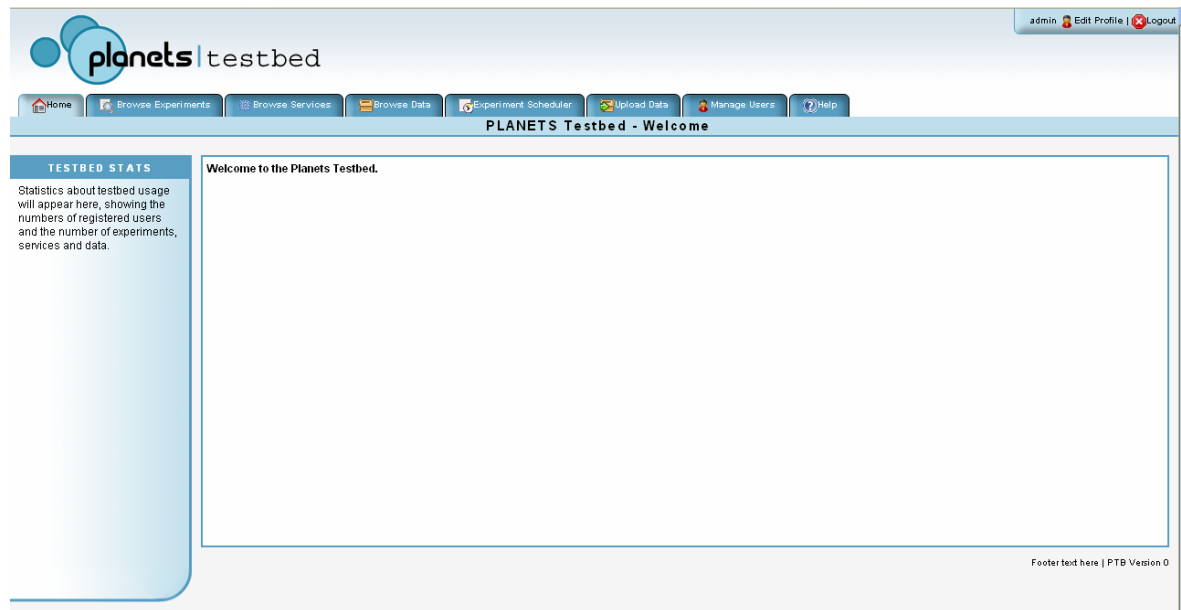 admin Edit Profile | Logout
planets|testbed
Home Browse Experiments Browse Services Browse Data Experiment Scheduler Upload Data Manage Users Help
PLANETS Testbed - Welcome
TESTBED STATS
Statistics about testbed usage
will appear here, showing the
numbers of registered users
and the number of experiments,
services and data.
Welcome to the Planets Testbed.
Footer text here | PTB Version 0